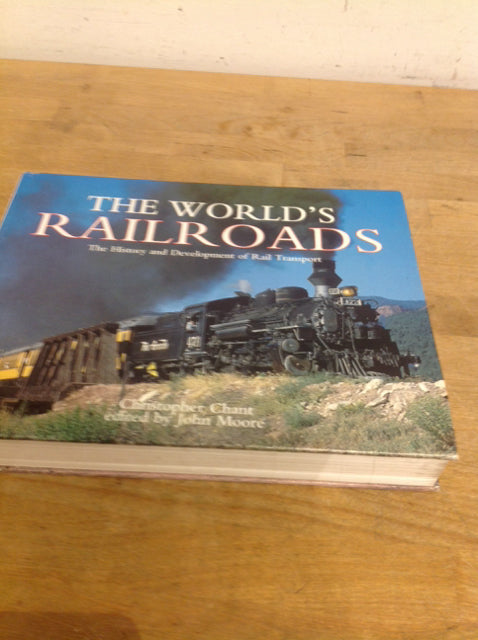 THE WORLD'S
RAILROADS
The History and Development of Rail Transport
Christopher Chant
edited by John Moore